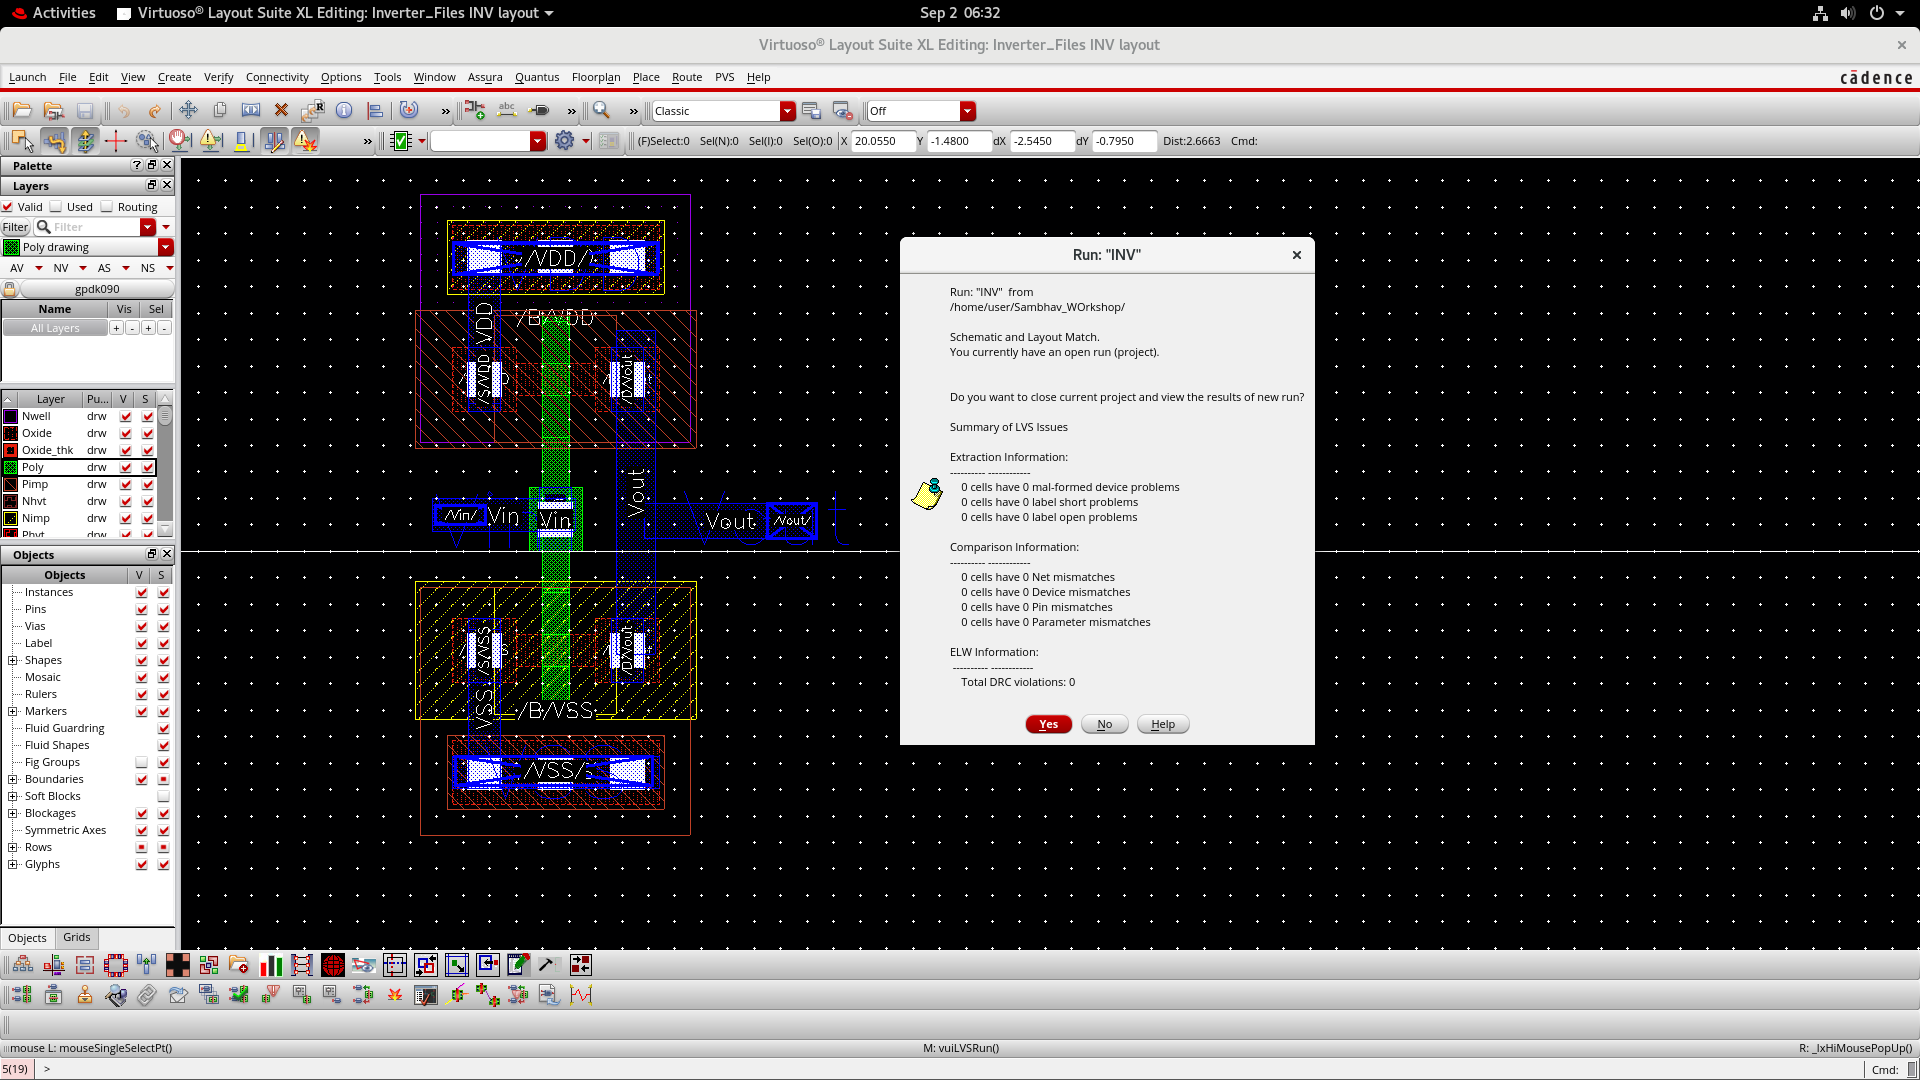 Activities
Virtuoso® Layout Suite XL Editing: Inverter_Files INV layout
Sep 2 06:32
Virtuoso® Layout Suite XL Editing: Inverter_Files INV layout
Launch File Edit View Create Verify Connectivity Options Tools Window Assura Quantus Floorplan Place Route PVS Help
cādence
abc
Classic
Off
(F)Select:0 Sel(N):0 Sel(I):0 Sel(O):0 X 20.0550 Y -1.4800 dX -2.5450 dY -0.7950 Dist:2.6663 Cmd:
Palette
Layers
Valid Used Routing
Filter Filter
Poly drawing
AV NV AS NS
gpdk090
Name Vis Sel
All Layers + - + -
Layer Pu... V S
Nwell drw
Oxide drw
Oxide_thk drw
Poly drw
Pimp drw
Nhvt drw
Nimp drw
Phvt drw
Objects
Objects V S
Instances
Pins
Vias
Label
Shapes
Mosaic
Rulers
Markers
Fluid Guardring
Fluid Shapes
Fig Groups
Boundaries
Soft Blocks
Blockages
Symmetric Axes
Rows
Glyphs
Objects Grids
/VDD/
/B/VDD
VDD
/S/VDD
/D/Vout
/Vin/ Vin
Vin
Vout
Vout
/Vout/
/S/VSS
/D/Vout
VSS
/B/VSS
/VSS/
Run: "INV"
Run: "INV" from
/home/user/Sambhav_WOrkshop/
Schematic and Layout Match.
You currently have an open run (project).
Do you want to close current project and view the results of new run?
Summary of LVS Issues
Extraction Information:
---------- ------------
0 cells have 0 mal-formed device problems
0 cells have 0 label short problems
0 cells have 0 label open problems
Comparison Information:
---------- ------------
0 cells have 0 Net mismatches
0 cells have 0 Device mismatches
0 cells have 0 Pin mismatches
0 cells have 0 Parameter mismatches
ELW Information:
---------- ------------
Total DRC violations: 0
Yes No Help
mouse L: mouseSingleSelectPt()
M: vuiLVSRun()
R: _lxHiMousePopUp()
5(19) >
Cmd: